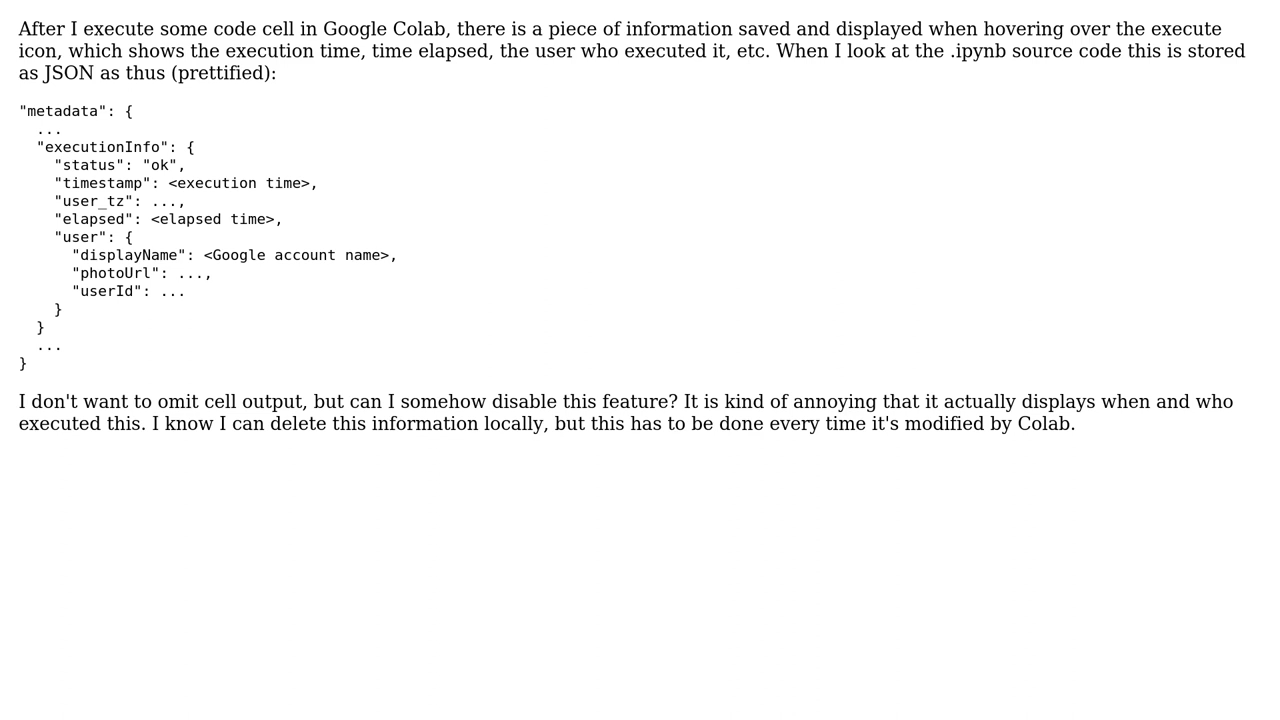 After I execute some code cell in Google Colab, there is a piece of information saved and displayed when hovering over the execute
icon, which shows the execution time, time elapsed, the user who executed it, etc. When I look at the .ipynb source code this is stored
as JSON as thus (prettified):
"metadata": {
  ...
  "executionInfo": {
    "status": "ok",
    "timestamp": <execution time>,
    "user_tz": ...,
    "elapsed": <elapsed time>,
    "user": {
      "displayName": <Google account name>,
      "photoUrl": ...,
      "userId": ...
    }
  }
  ...
}
I don't want to omit cell output, but can I somehow disable this feature? It is kind of annoying that it actually displays when and who
executed this. I know I can delete this information locally, but this has to be done every time it's modified by Colab.